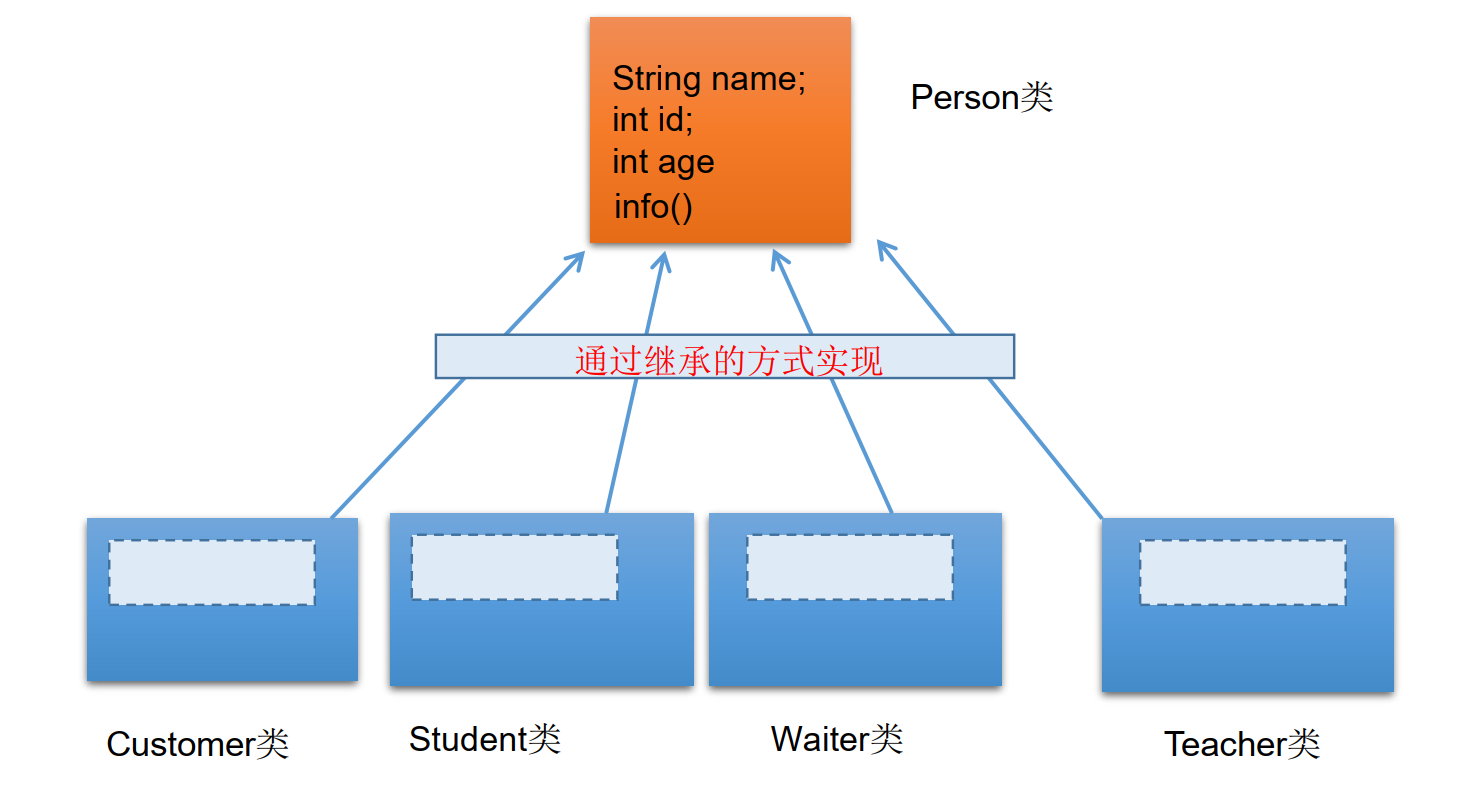 String name;
int id;
int age
info()
Person类
通过继承的方式实现
Customer类
Student类
Waiter类
Teacher类